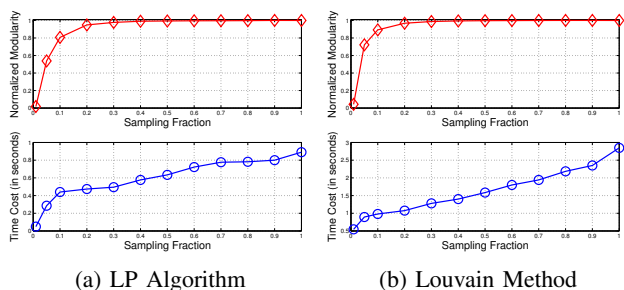 Normalized Modularity
1
0.8
0.6
0.4
0.2
0
0 0.1 0.2 0.3 0.4 0.5 0.6 0.7 0.8 0.9 1
Sampling Fraction
Normalized Modularity
1
0.8
0.6
0.4
0.2
0
0 0.1 0.2 0.3 0.4 0.5 0.6 0.7 0.8 0.9 1
Sampling Fraction
Time Cost (in seconds)
1
0.8
0.6
0.4
0.2
0
0 0.1 0.2 0.3 0.4 0.5 0.6 0.7 0.8 0.9 1
Sampling Fraction
Time Cost (in seconds)
3
2.5
2
1.5
1
0.5
0 0.1 0.2 0.3 0.4 0.5 0.6 0.7 0.8 0.9 1
Sampling Fraction
(a) LP Algorithm
(b) Louvain Method